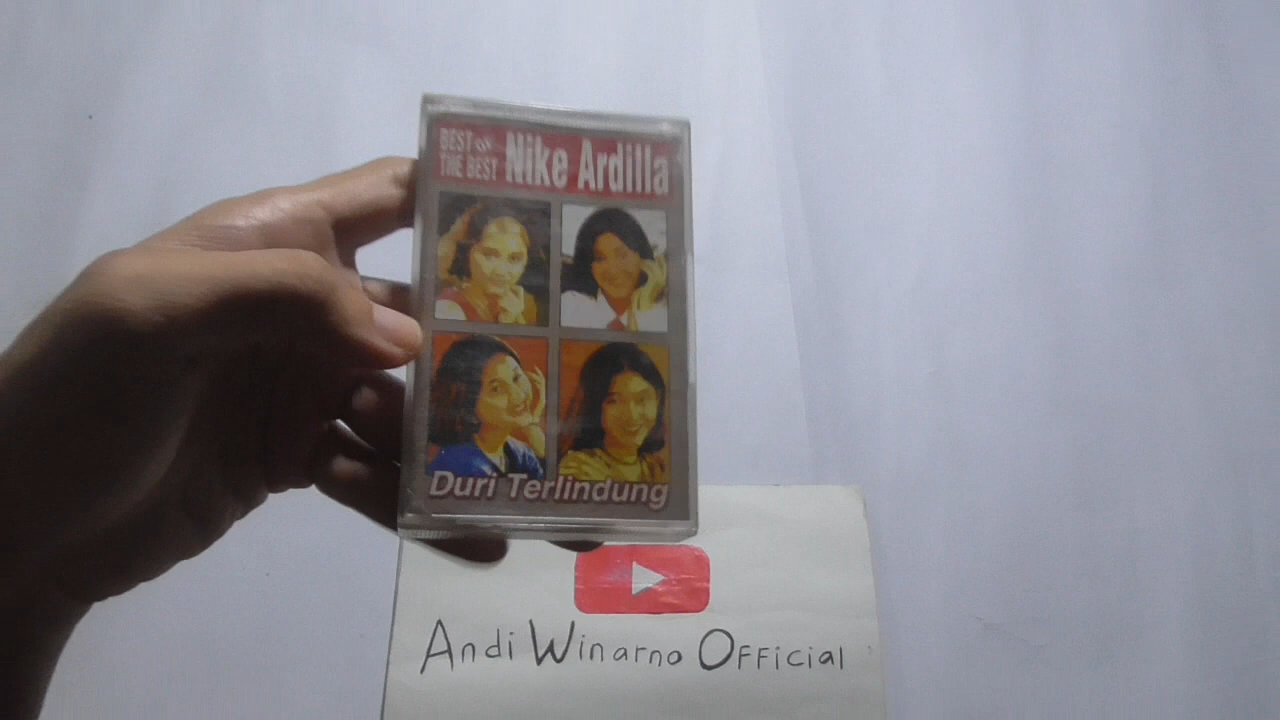 BEST OF
THE BEST
Nike Ardilla
Duri Terlindung
Andi Winarno Official